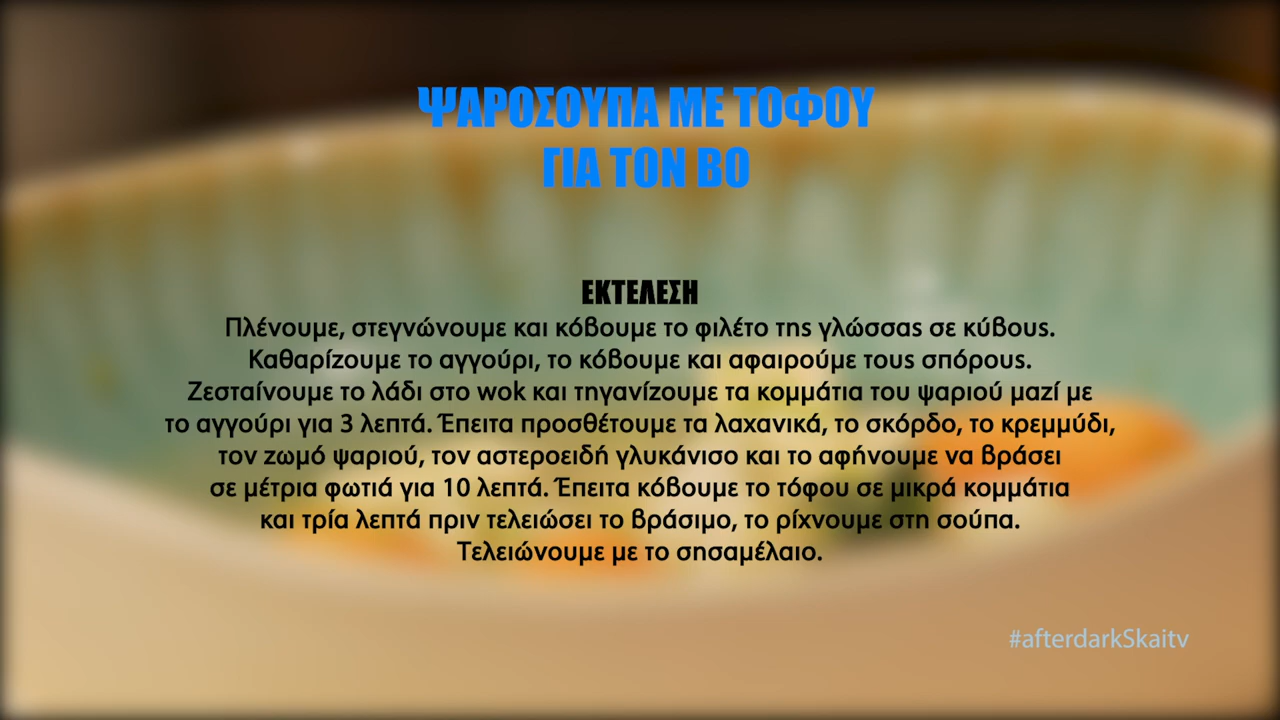 ΨΑΡΟΣΟΥΠΑ ΜΕ ΤΟΦΟΥ
ΓΙΑ ΤΟΝ ΒΟ
ΕΚΤΕΛΕΣΗ
Πλένουμε, στεγνώνουμε και κόβουμε το φιλέτο της γλώσσας σε κύβους.
Καθαρίζουμε το αγγούρι, το κόβουμε και αφαιρούμε τους σπόρους.
Ζεσταίνουμε το λάδι στο wok και τηγανίζουμε τα κομμάτια του ψαριού μαζί με
το αγγούρι για 3 λεπτά. Έπειτα προσθέτουμε τα λαχανικά, το σκόρδο, το κρεμμύδι,
τον ζωμό ψαριού, τον αστεροειδή γλυκάνισο και το αφήνουμε να βράσει
σε μέτρια φωτιά για 10 λεπτά. Έπειτα κόβουμε το τόφου σε μικρά κομμάτια
και τρία λεπτά πριν τελειώσει το βράσιμο, το ρίχνουμε στη σούπα.
Τελειώνουμε με το σησαμέλαιο.
#afterdarkSkaitv